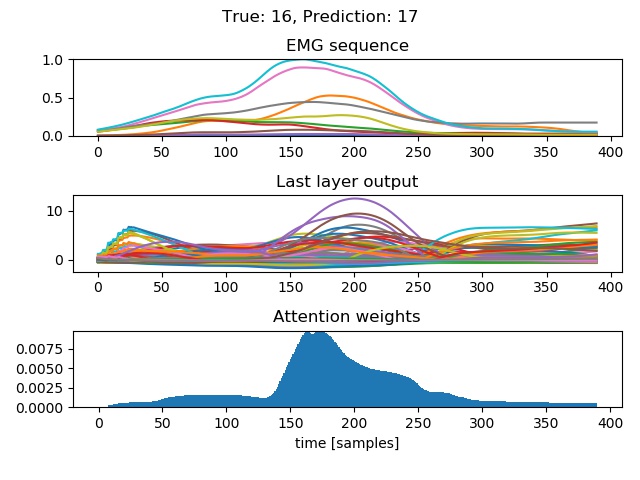 True: 16, Prediction: 17
EMG sequence
1.0
0.5
0.0
0 50 100 150 200 250 300 350 400
Last layer output
10
0
0 50 100 150 200 250 300 350 400
Attention weights
0.0075
0.0050
0.0025
0.0000
0 50 100 150 200 250 300 350 400
time [samples]